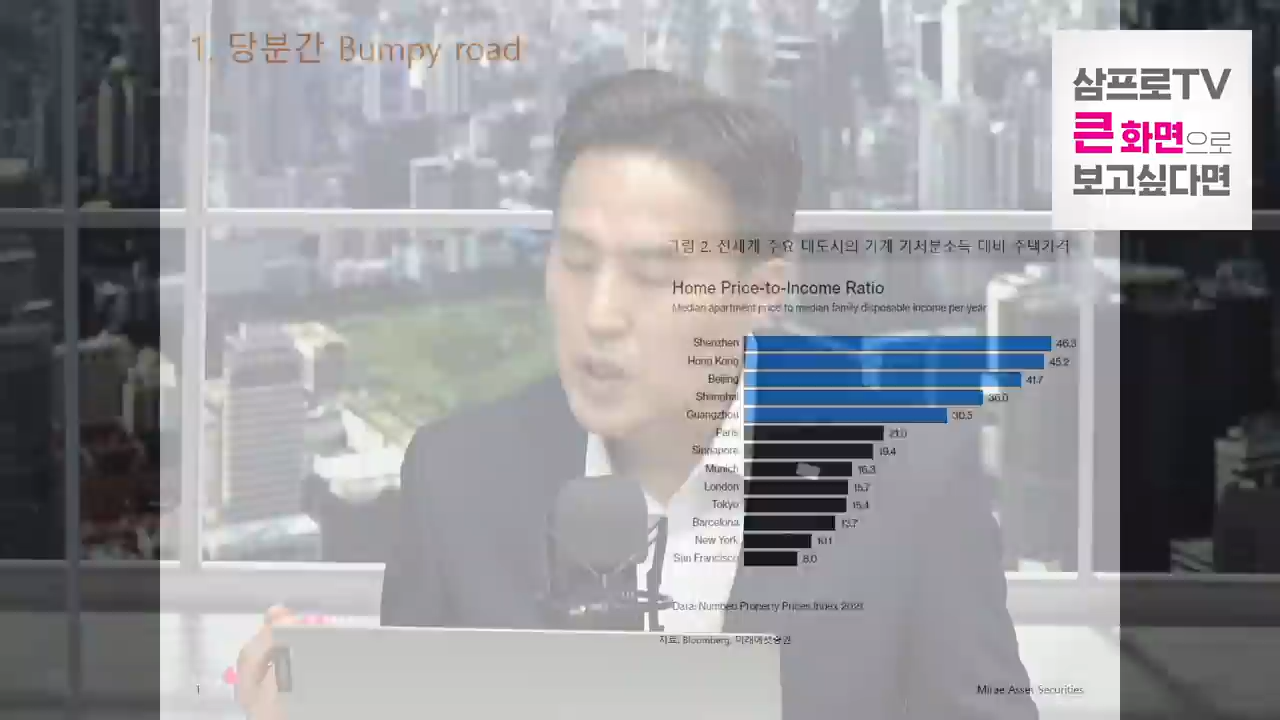 1. 당분간 Bumpy road
삼프로TV
큰 화면으로
보고싶다면
그림 2. 전세계 주요 대도시의 가계 가처분소득 대비 주택가격
Home Price-to-Income Ratio
Median apartment price to median family disposable income per year
Shenzhen 46.3
Hong Kong 45.2
Beijing 41.7
Shanghai 36.0
Guangzhou 30.5
Paris 21.0
Singapore 19.4
Munich 16.3
London 15.7
Tokyo 15.4
Barcelona 13.7
New York 10.1
San Francisco 8.0
Data: Numbeo Property Prices Index
자료: Bloomberg, 미래에셋증권
1
Mirae Asset Securities